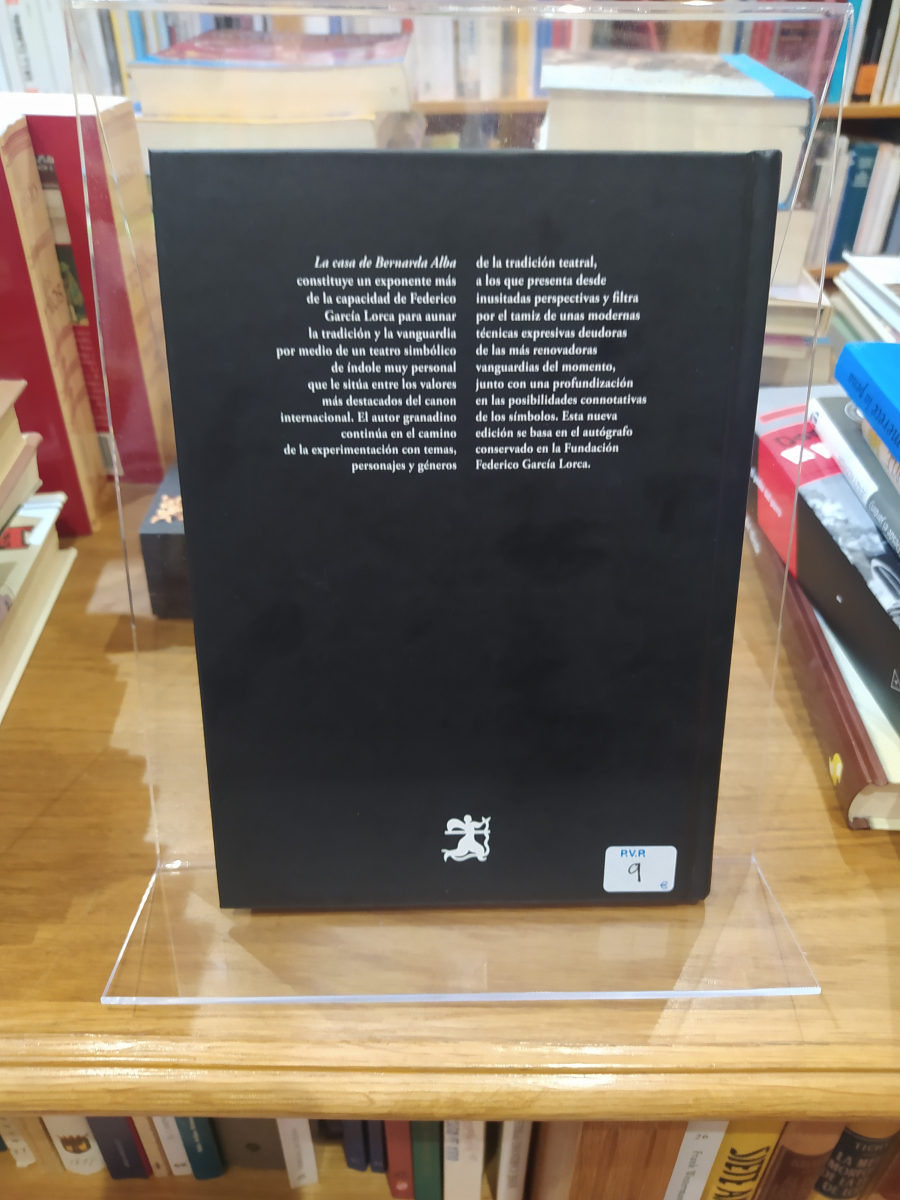 La casa de Bernarda Alba
constituye un exponente más
de la capacidad de Federico
García Lorca para aunar
la tradición y la vanguardia
por medio de un teatro simbólico
de índole muy personal
que le sitúa entre los valores
más destacados del canon
internacional. El autor granadino
continúa en el camino
de la experimentación con temas,
personajes y géneros
de la tradición teatral,
a los que presenta desde
inusitadas perspectivas y filtra
por el tamiz de unas modernas
técnicas expresivas deudoras
de las más renovadoras
vanguardias del momento,
junto con una profundización
en las posibilidades connotativas
de los símbolos. Esta nueva
edición se basa en el autógrafo
conservado en la Fundación
Federico García Lorca.
P.V.P.
9
€
SIETE